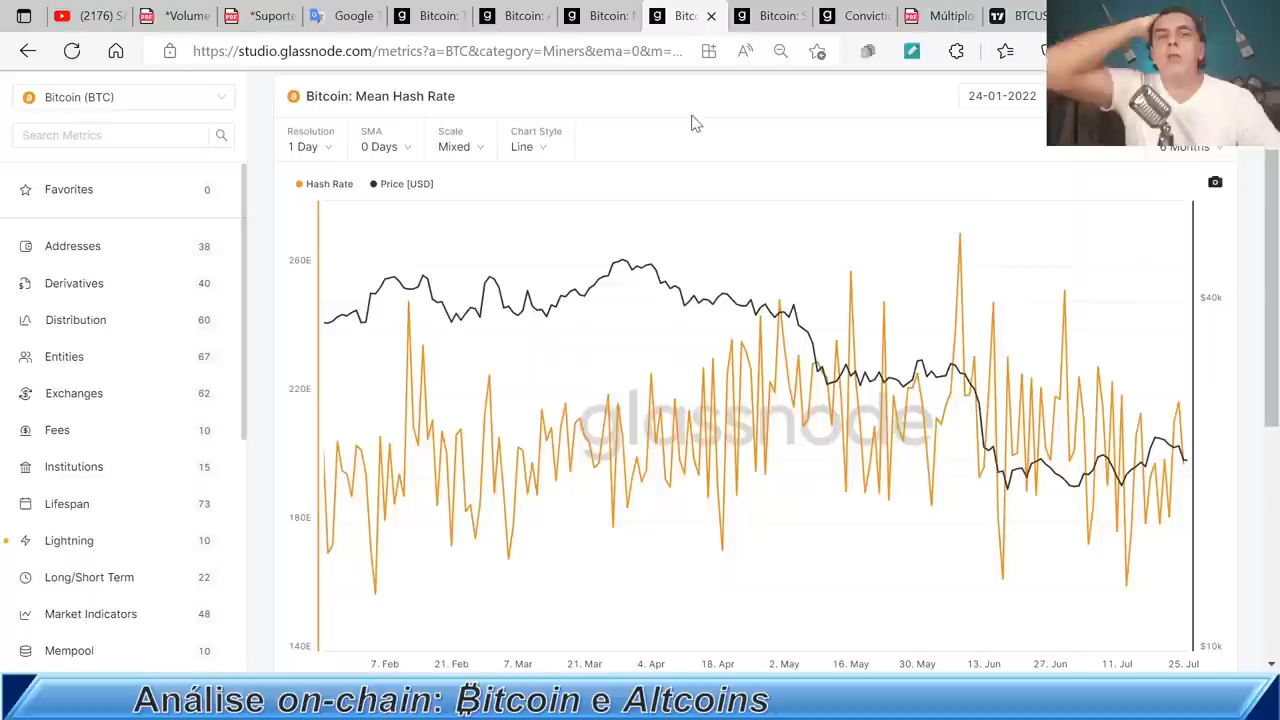 (216) S
*Volume
*Suporte
Google T
Bitcoin: T
Bitcoin: A
Bitcoin: M
Bitc
Bitcoin: S
Convicti
Múltiplo
BTCUS
https://studio.glassnode.com/metrics?a=BTC&category=Miners&ema=0&m=...
Bitcoin (BTC)
Search Metrics
Favorites 0
Addresses 38
Derivatives 40
Distribution 60
Entities 67
Exchanges 62
Fees 10
Institutions 15
Lifespan 73
Lightning 10
Long/Short Term 22
Market Indicators 48
Mempool 10
Bitcoin: Mean Hash Rate
24-01-2022
Resolution SMA Scale Chart Style
1 Day 0 Days Mixed Line
6 Months
Hash Rate Price [USD]
260E
220E
180E
140E
$40k
$10k
glassnode
7. Feb 21. Feb 7. Mar 21. Mar 4. Apr 18. Apr 2. May 16. May 30. May 13. Jun 27. Jun 11. Jul 25. Jul
Análise on-chain: ₿itcoin e Altcoins